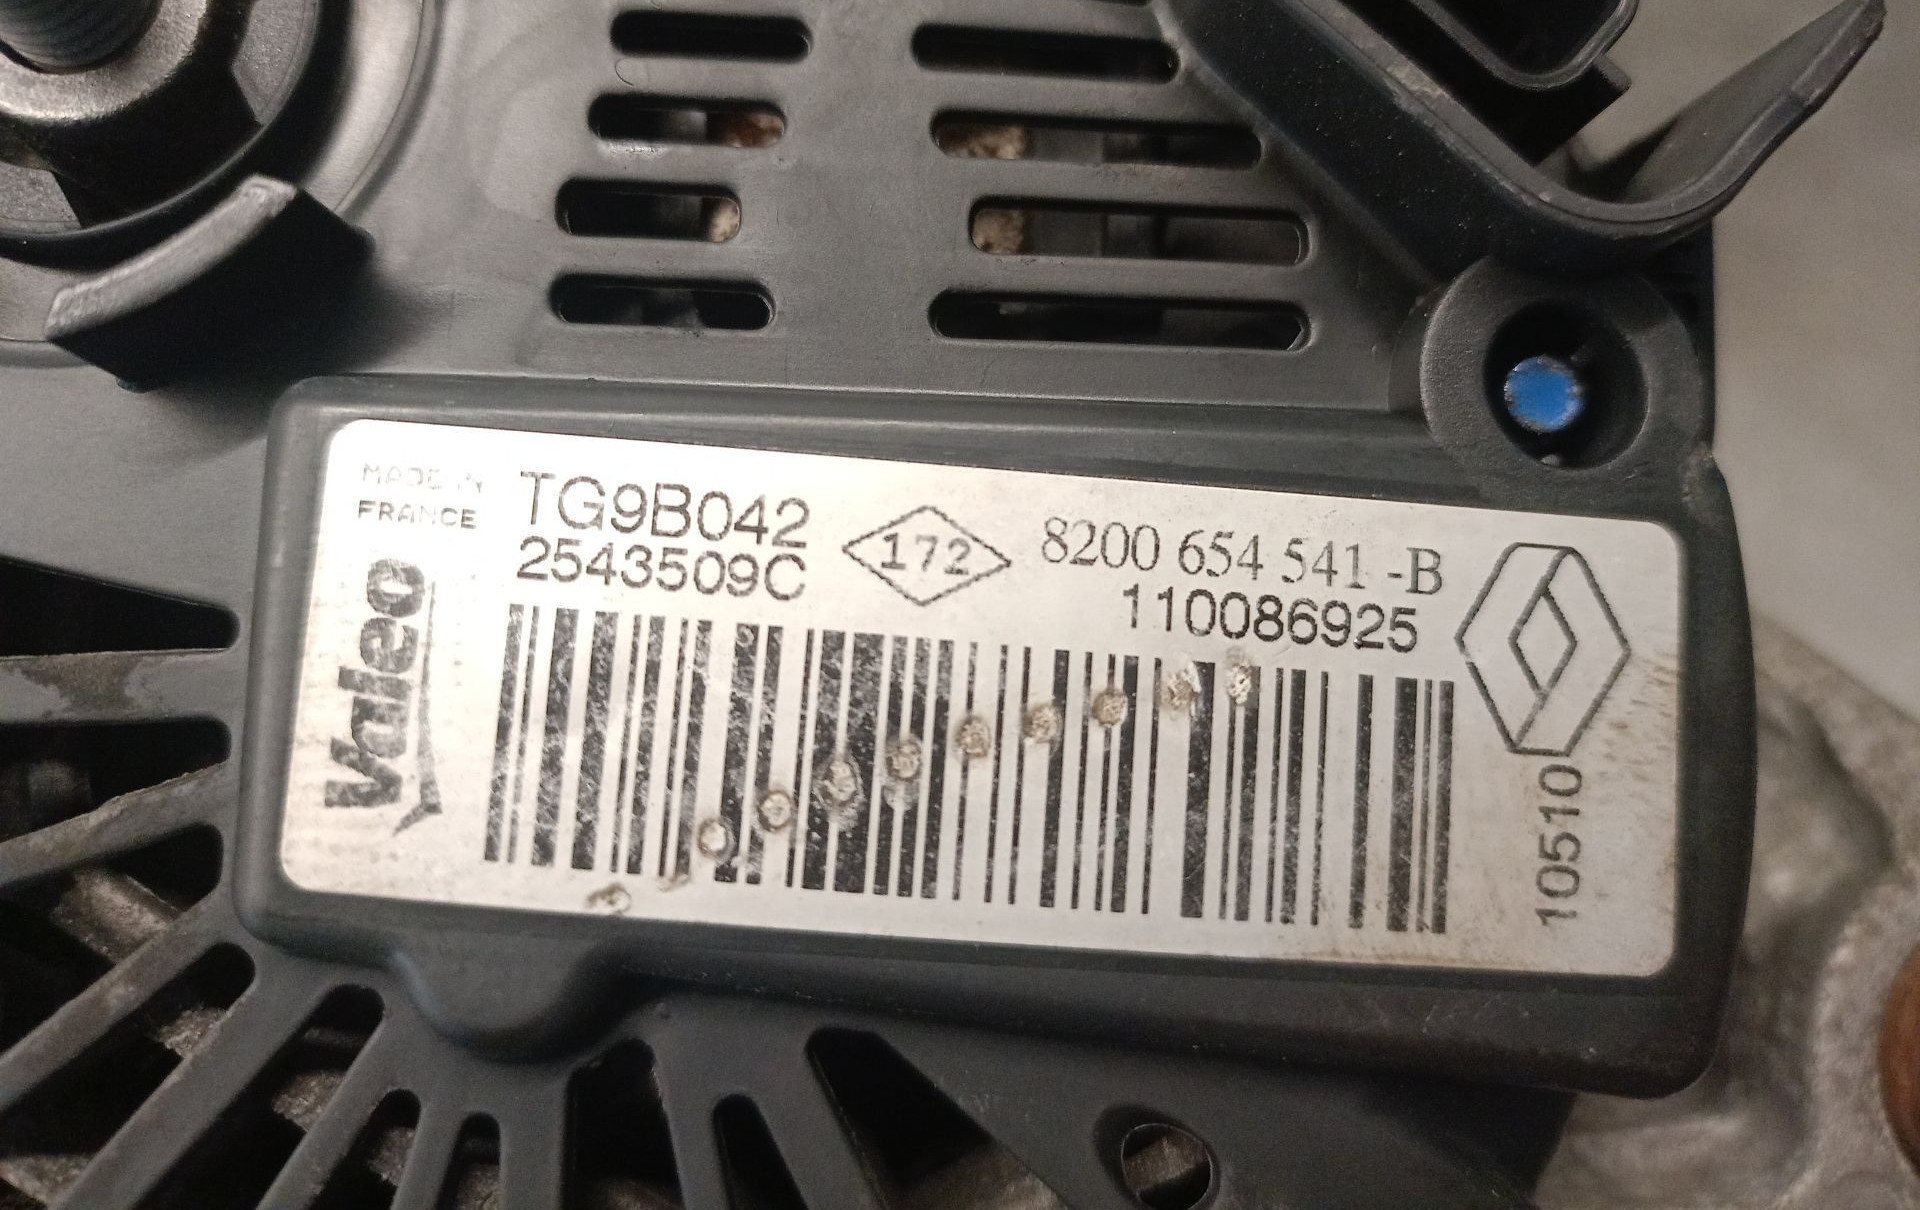 MADE IN
FRANCE
Valeo
TG9B042
2543509C
172
8200 654 541 -B
110086925
10510